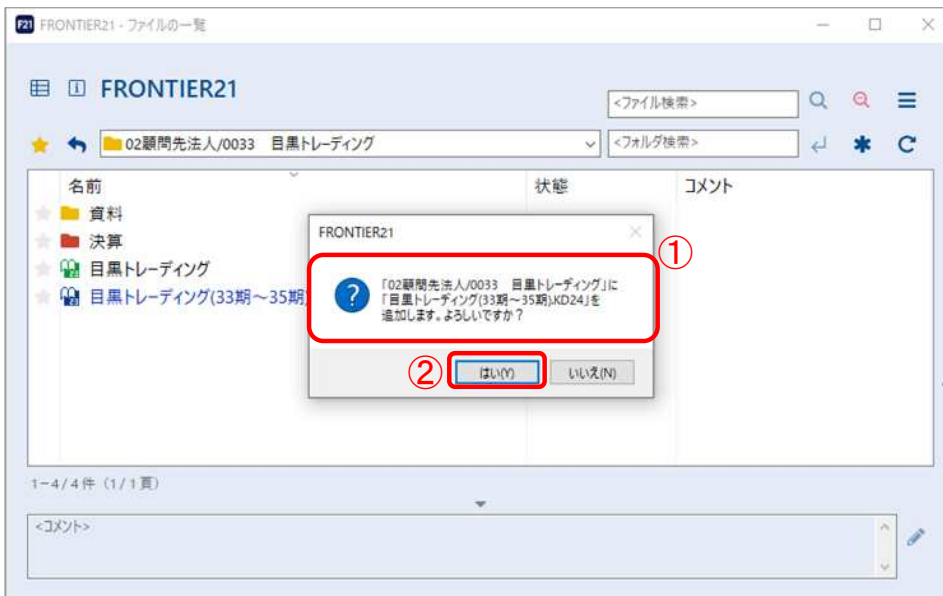 F21 FRONTIER21 - ファイルの一覧
FRONTIER21
<ファイル検索>
02顧問先法人/0033　目黒トレーディング
<フォルダ検索>
名前 状態 コメント
資料
決算
目黒トレーディング
目黒トレーディング(33期～35期)
FRONTIER21
①
「02顧問先法人/0033　目黒トレーディング」に
「目黒トレーディング(33期～35期).KD24」を
追加します。よろしいですか？
②
はい(Y) いいえ(N)
1-4/4件（1/1頁）
<コメント>